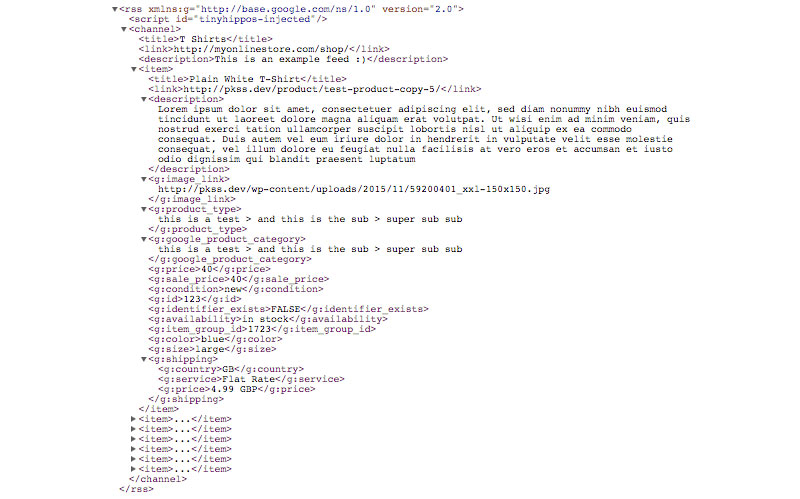 <rss xmlns:g="http://base.google.com/ns/1.0" version="2.0">
<script id="tinyhippos-injected"/>
<channel>
<title>T Shirts</title>
<link>http://myonlinestore.com/shop/</link>
<description>This is an example feed :)</description>
<item>
<title>Plain White T-Shirt</title>
<link>http://pkss.dev/product/test-product-copy-5/</link>
<description>
Lorem ipsum dolor sit amet, consectetuer adipiscing elit, sed diam nonummy nibh euismod
tincidunt ut laoreet dolore magna aliquam erat volutpat. Ut wisi enim ad minim veniam, quis
nostrud exerci tation ullamcorper suscipit lobortis nisl ut aliquip ex ea commodo
consequat. Duis autem vel eum iriure dolor in hendrerit in vulputate velit esse molestie
consequat, vel illum dolore eu feugiat nulla facilisis at vero eros et accumsan et iusto
odio dignissim qui blandit praesent luptatum
</description>
<g:image_link>
http://pkss.dev/wp-content/uploads/2015/11/59200401_xxl-150x150.jpg
</g:image_link>
<g:product_type>
this is a test > and this is the sub > super sub sub
</g:product_type>
<g:google_product_category>
this is a test > and this is the sub > super sub sub
</g:google_product_category>
<g:price>40</g:price>
<g:sale_price>40</g:sale_price>
<g:condition>new</g:condition>
<g:id>123</g:id>
<g:identifier_exists>FALSE</g:identifier_exists>
<g:availability>in stock</g:availability>
<g:item_group_id>1723</g:item_group_id>
<g:color>blue</g:color>
<g:size>large</g:size>
<g:shipping>
<g:country>GB</g:country>
<g:service>Flat Rate</g:service>
<g:price>4.99 GBP</g:price>
</g:shipping>
</item>
<item>...</item>
<item>...</item>
<item>...</item>
<item>...</item>
<item>...</item>
<item>...</item>
</channel>
</rss>